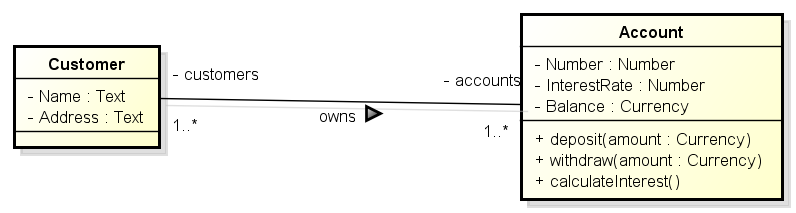 Customer
- Name : Text
- Address : Text
- customers
1..*
owns
- accounts
1..*
Account
- Number : Number
- InterestRate : Number
- Balance : Currency
+ deposit(amount : Currency)
+ withdraw(amount : Currency)
+ calculateInterest()